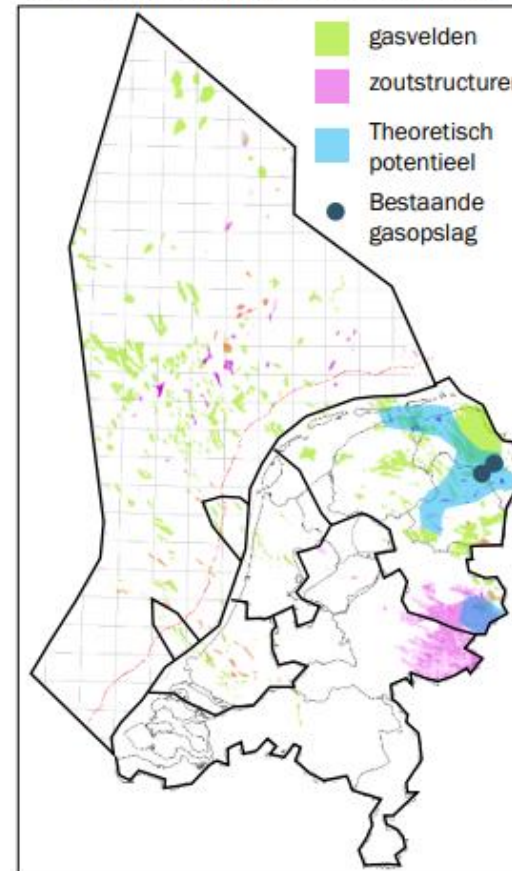 gasvelden
zoutstructuren
Theoretisch
potentieel
Bestaande
gasopslag